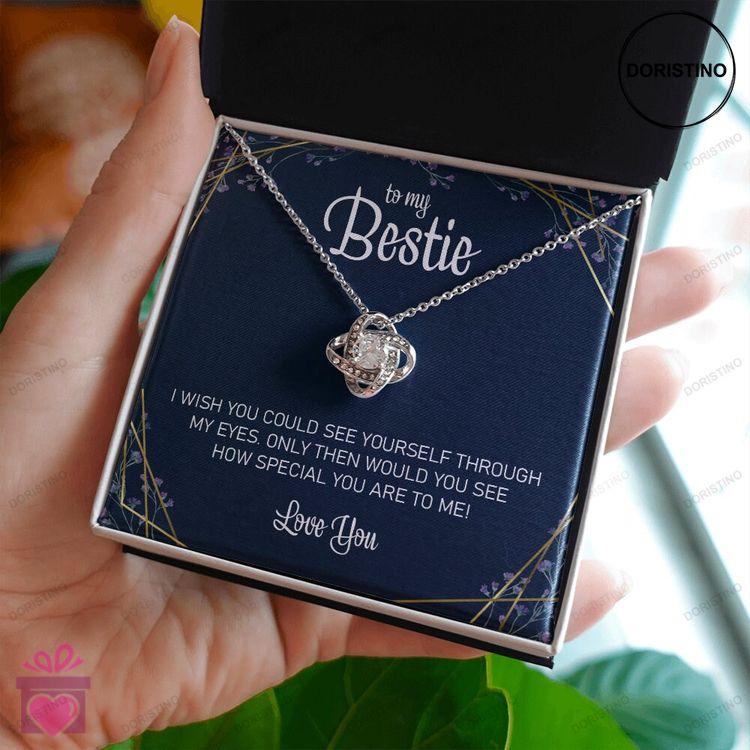 DORISTINO
to my
Bestie
I WISH YOU COULD SEE YOURSELF THROUGH
MY EYES, ONLY THEN WOULD YOU SEE
HOW SPECIAL YOU ARE TO ME!
Love You